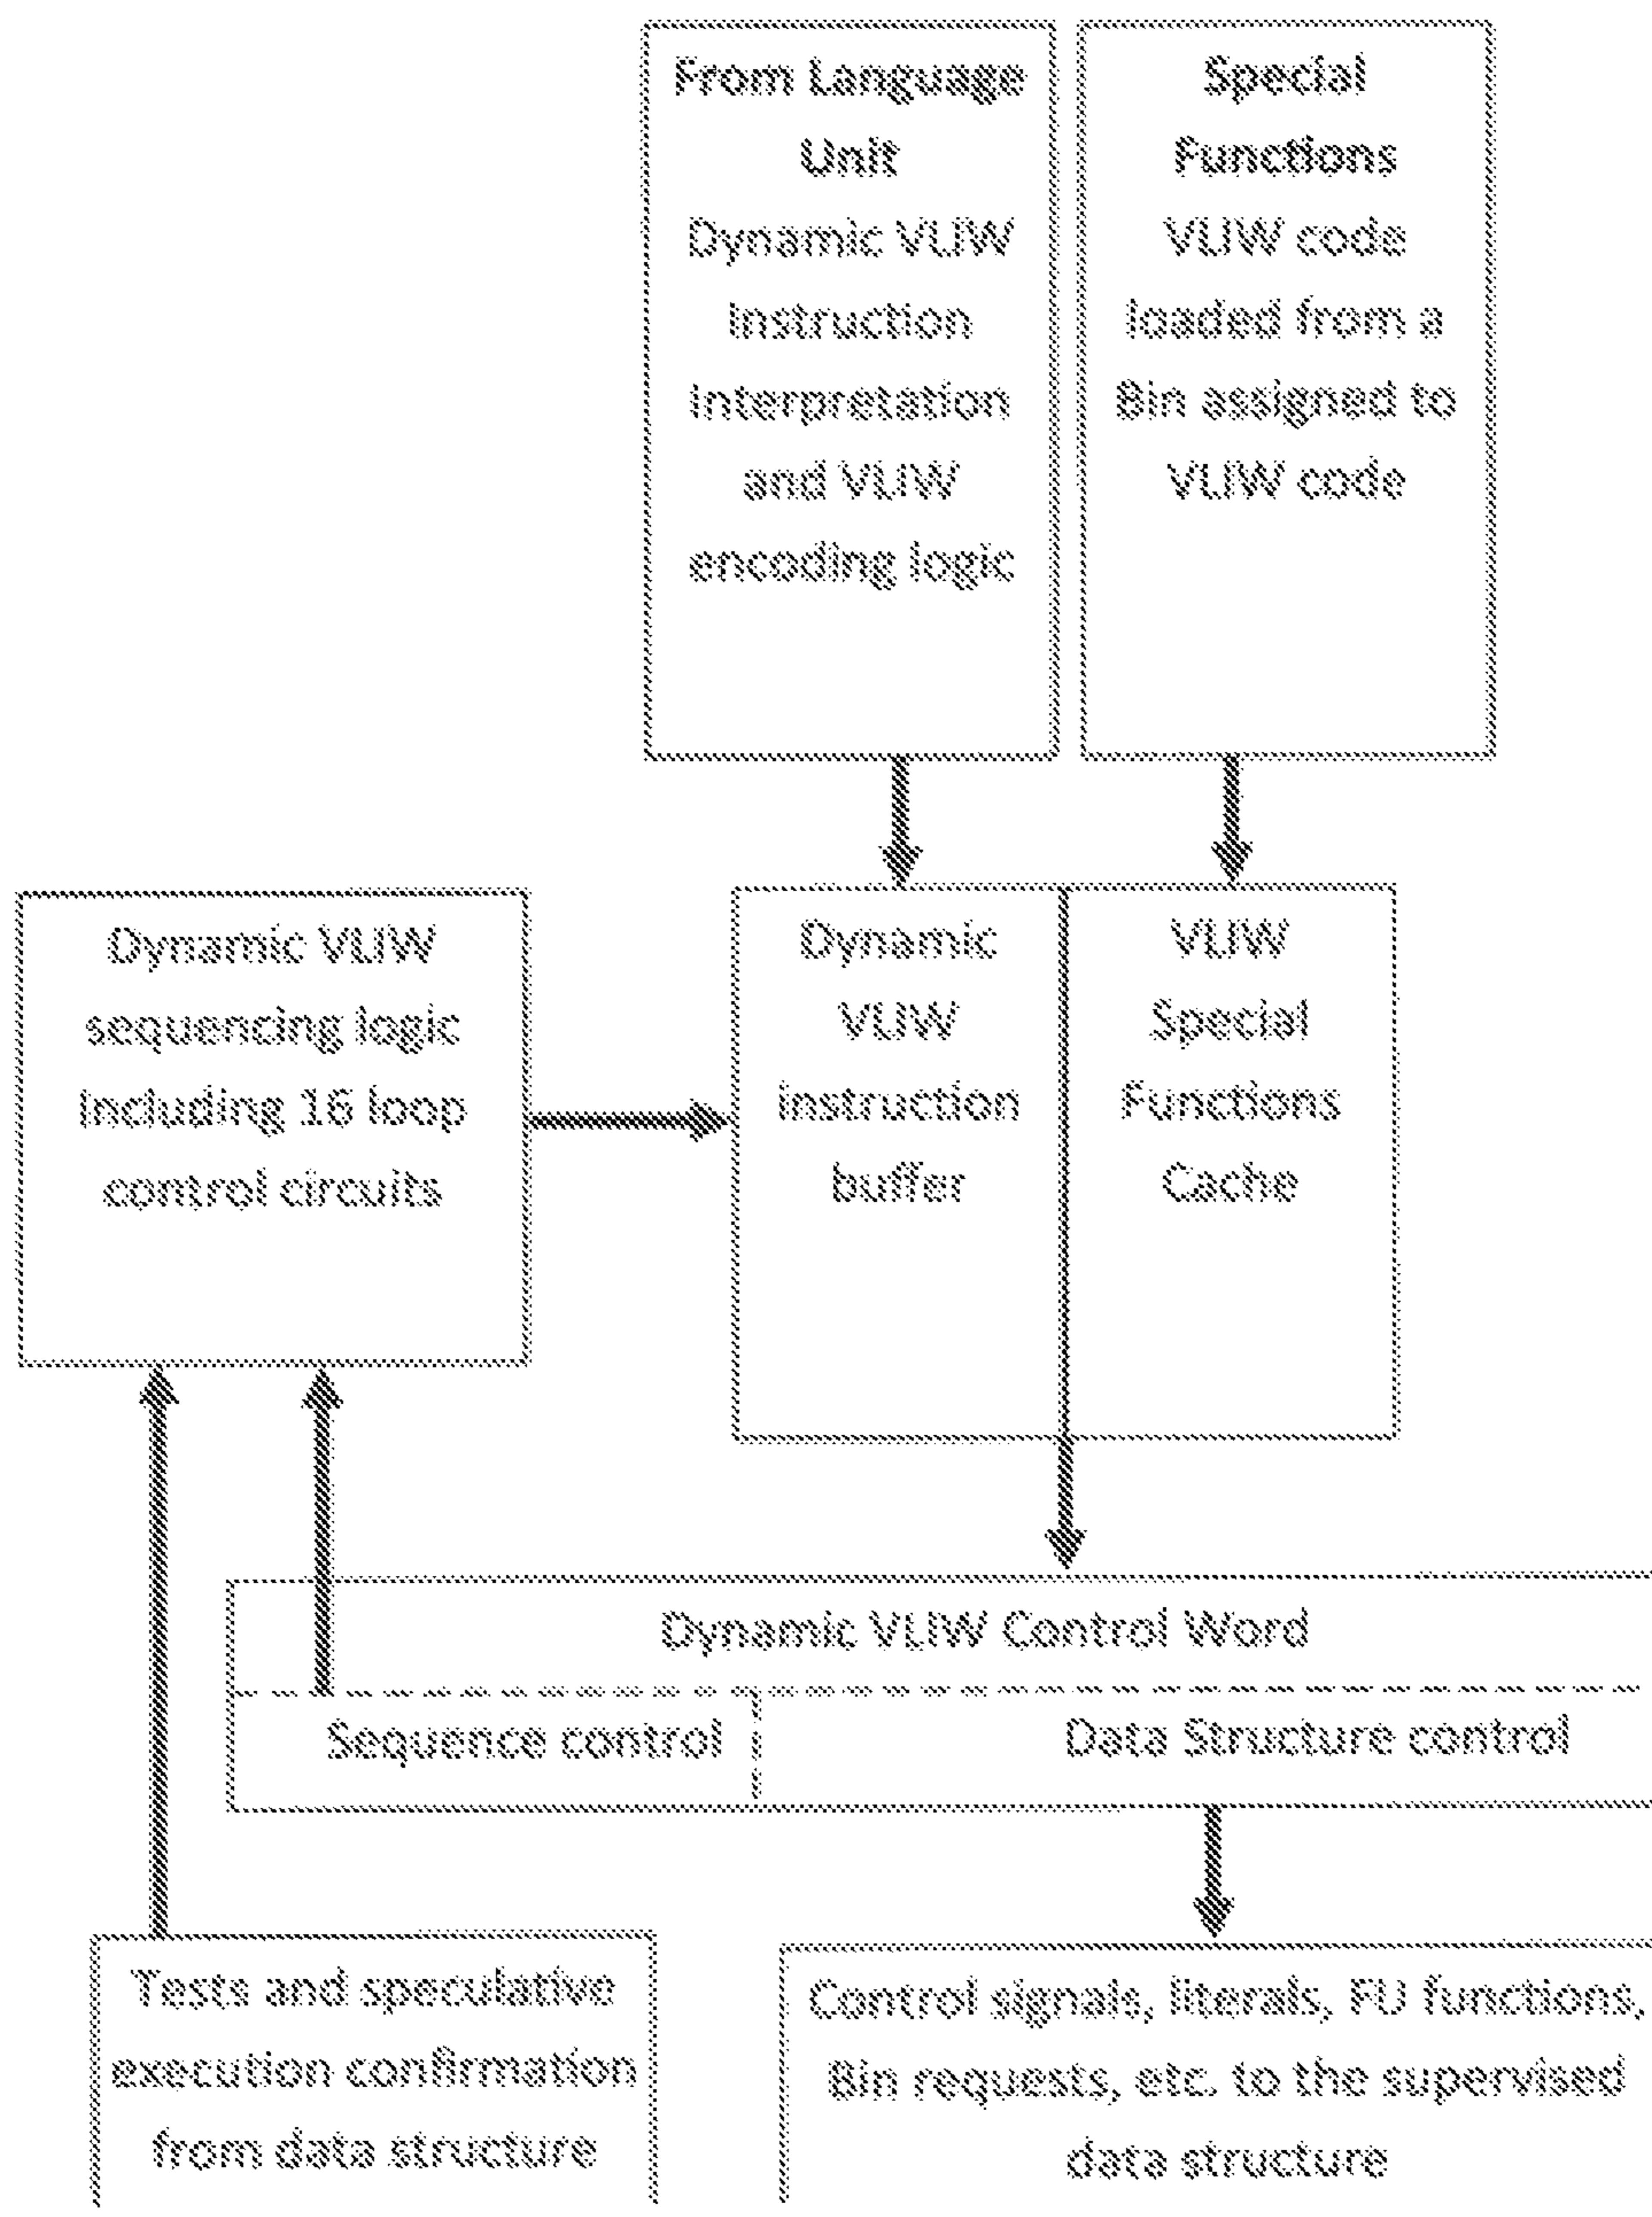 From Language
Unit
Dynamic VLIW
Instruction
Interpretation
and VLIW
encoding logic
Special
Functions
VLIW code
loaded from a
Bin assigned to
VLIW code
Dynamic VLIW
sequencing logic
including 16 loop
control circuits
Dynamic
VLIW
instruction
buffer
VLIW
Special
Functions
Cache
Dynamic VLIW Control Word
Sequence control
Data Structure control
Tests and speculative
execution confirmation
from data structure
Control signals, literals, FU functions,
Bin requests, etc. to the supervised
data structure